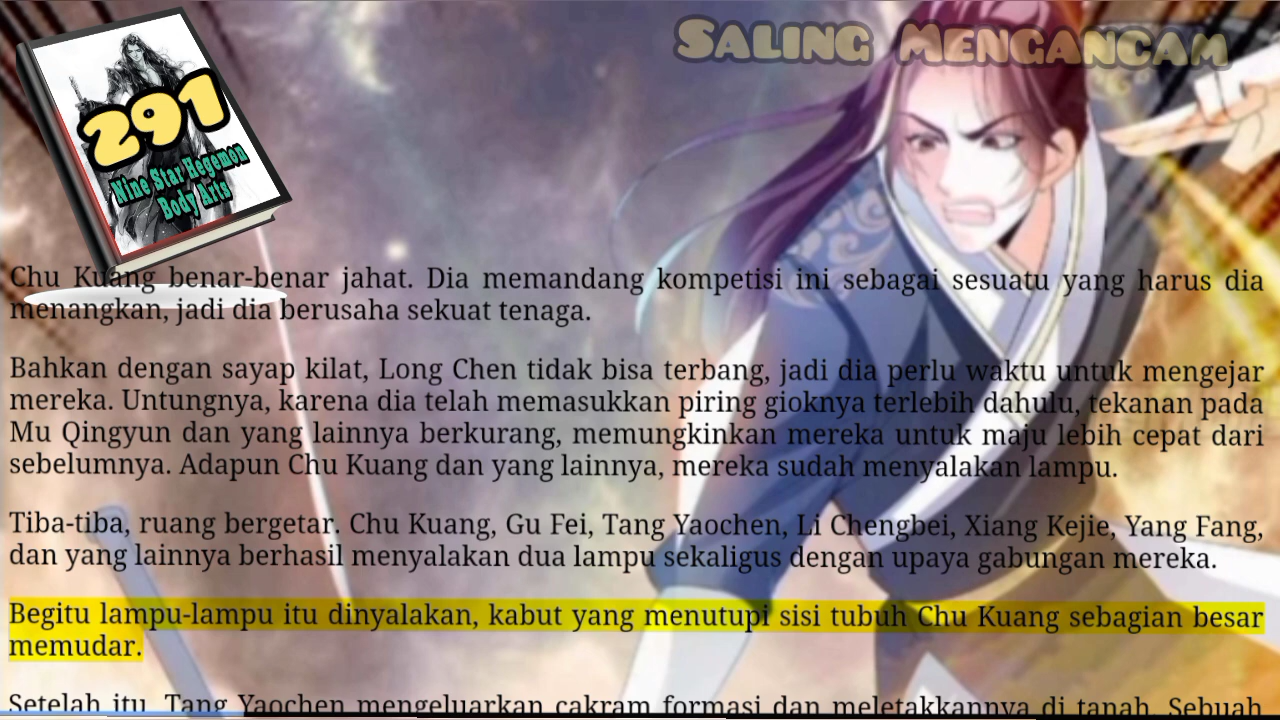 Saling Mengancam
291
Nine Star Hegemon
Body Arts
Chu Kuang benar-benar jahat. Dia memandang kompetisi ini sebagai sesuatu yang harus dia
menangkan, jadi dia berusaha sekuat tenaga.
Bahkan dengan sayap kilat, Long Chen tidak bisa terbang, jadi dia perlu waktu untuk mengejar
mereka. Untungnya, karena dia telah memasukkan piring gioknya terlebih dahulu, tekanan pada
Mu Qingyun dan yang lainnya berkurang, memungkinkan mereka untuk maju lebih cepat dari
sebelumnya. Adapun Chu Kuang dan yang lainnya, mereka sudah menyalakan lampu.
Tiba-tiba, ruang bergetar. Chu Kuang, Gu Fei, Tang Yaochen, Li Chengbei, Xiang Kejie, Yang Fang,
dan yang lainnya berhasil menyalakan dua lampu sekaligus dengan upaya gabungan mereka.
Begitu lampu-lampu itu dinyalakan, kabut yang menutupi sisi tubuh Chu Kuang sebagian besar
memudar.
Setelah itu, Tang Yaochen mengeluarkan cakram formasi dan meletakkannya di tanah. Sebuah